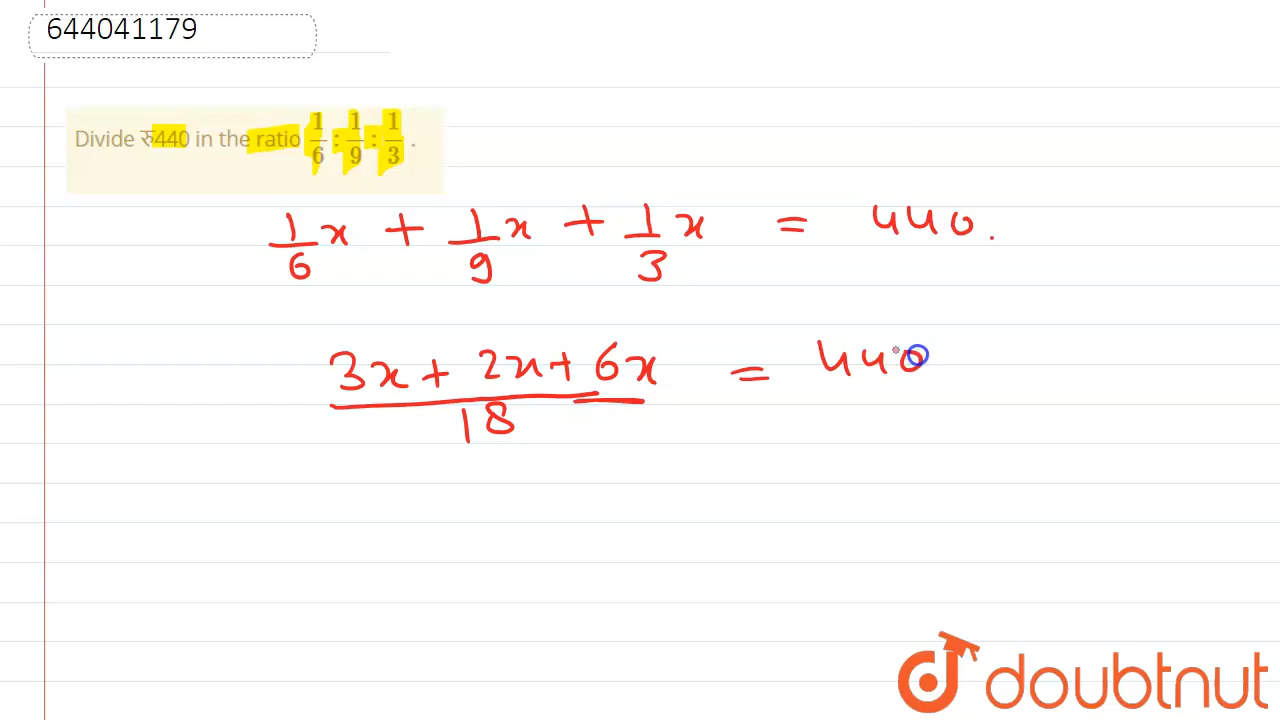 644041179
Divide रु440 in the ratio 1/6 : 1/9 : 1/3 .
1/6 x + 1/9 x + 1/3 x = 440.
3x + 2x + 6x / 18 = 440
doubtnut